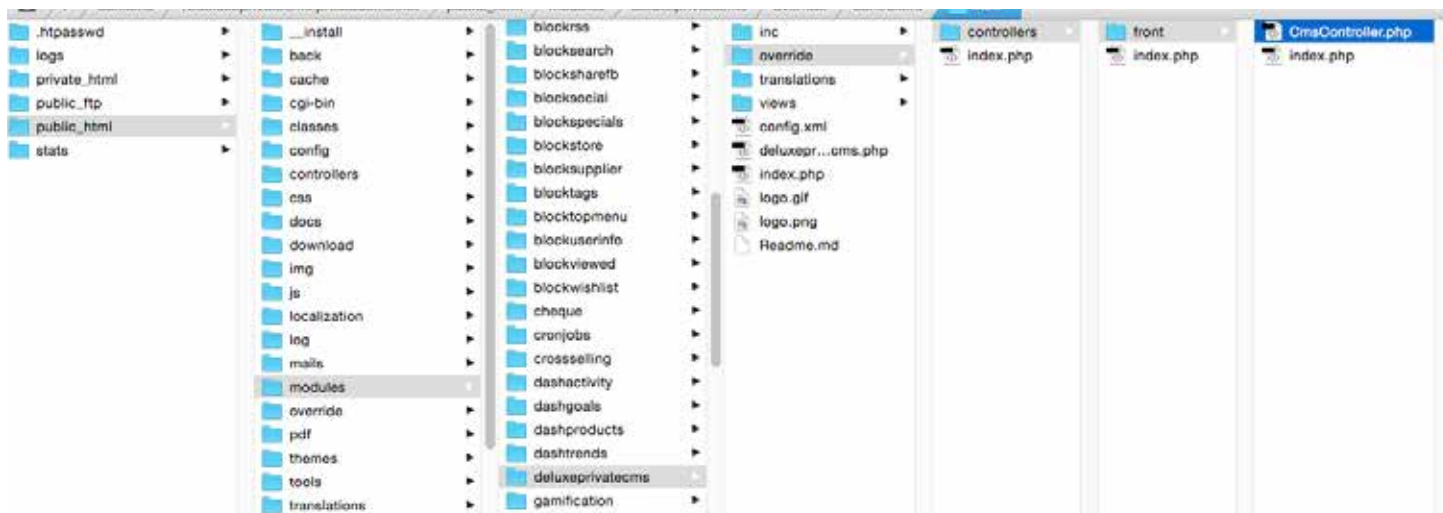 .htpasswd
logs
private_html
public_ftp
public_html
stats
__install
back
cache
cgi-bin
classes
config
controllers
css
docs
download
img
js
localization
log
mails
modules
override
pdf
themes
tools
translations
blockrss
blocksearch
blocksharefb
blocksocial
blockspecials
blockstore
blocksupplier
blocktags
blocktopmenu
blockuserinfo
blockviewed
blockwishlist
cheque
cronjobs
crossselling
dashactivity
dashgoals
dashproducts
dashtrends
deluxeprivatecms
gamification
inc
override
translations
views
config.xml
deluxepr...cms.php
index.php
logo.gif
logo.png
Readme.md
controllers
index.php
front
index.php
CmsController.php
index.php